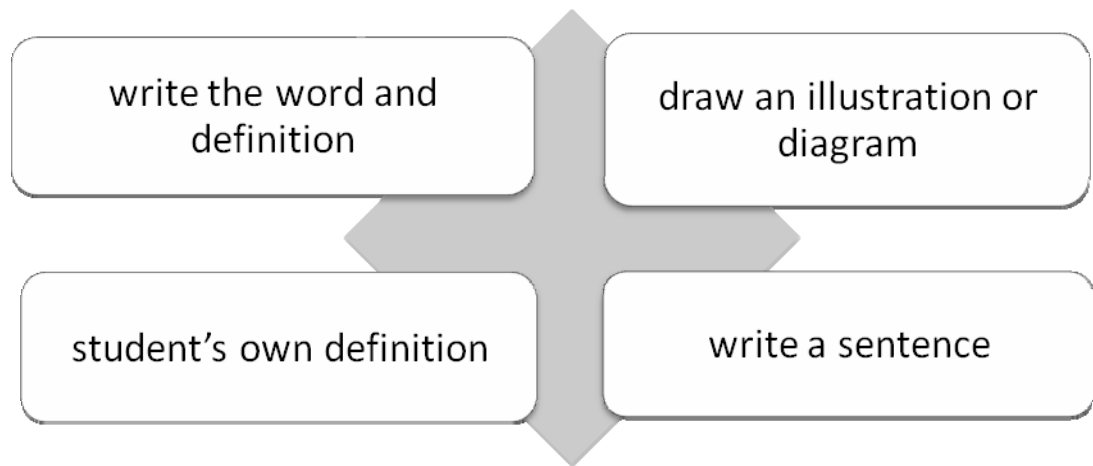 write the word and
definition
draw an illustration or
diagram
student’s own definition
write a sentence